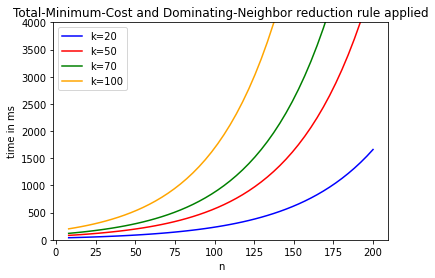 Total-Minimum-Cost and Dominating-Neighbor reduction rule applied
k=20
k=50
k=70
k=100
4000
3500
3000
2500
2000
1500
1000
500
0
time in ms
0 25 50 75 100 125 150 175 200
n